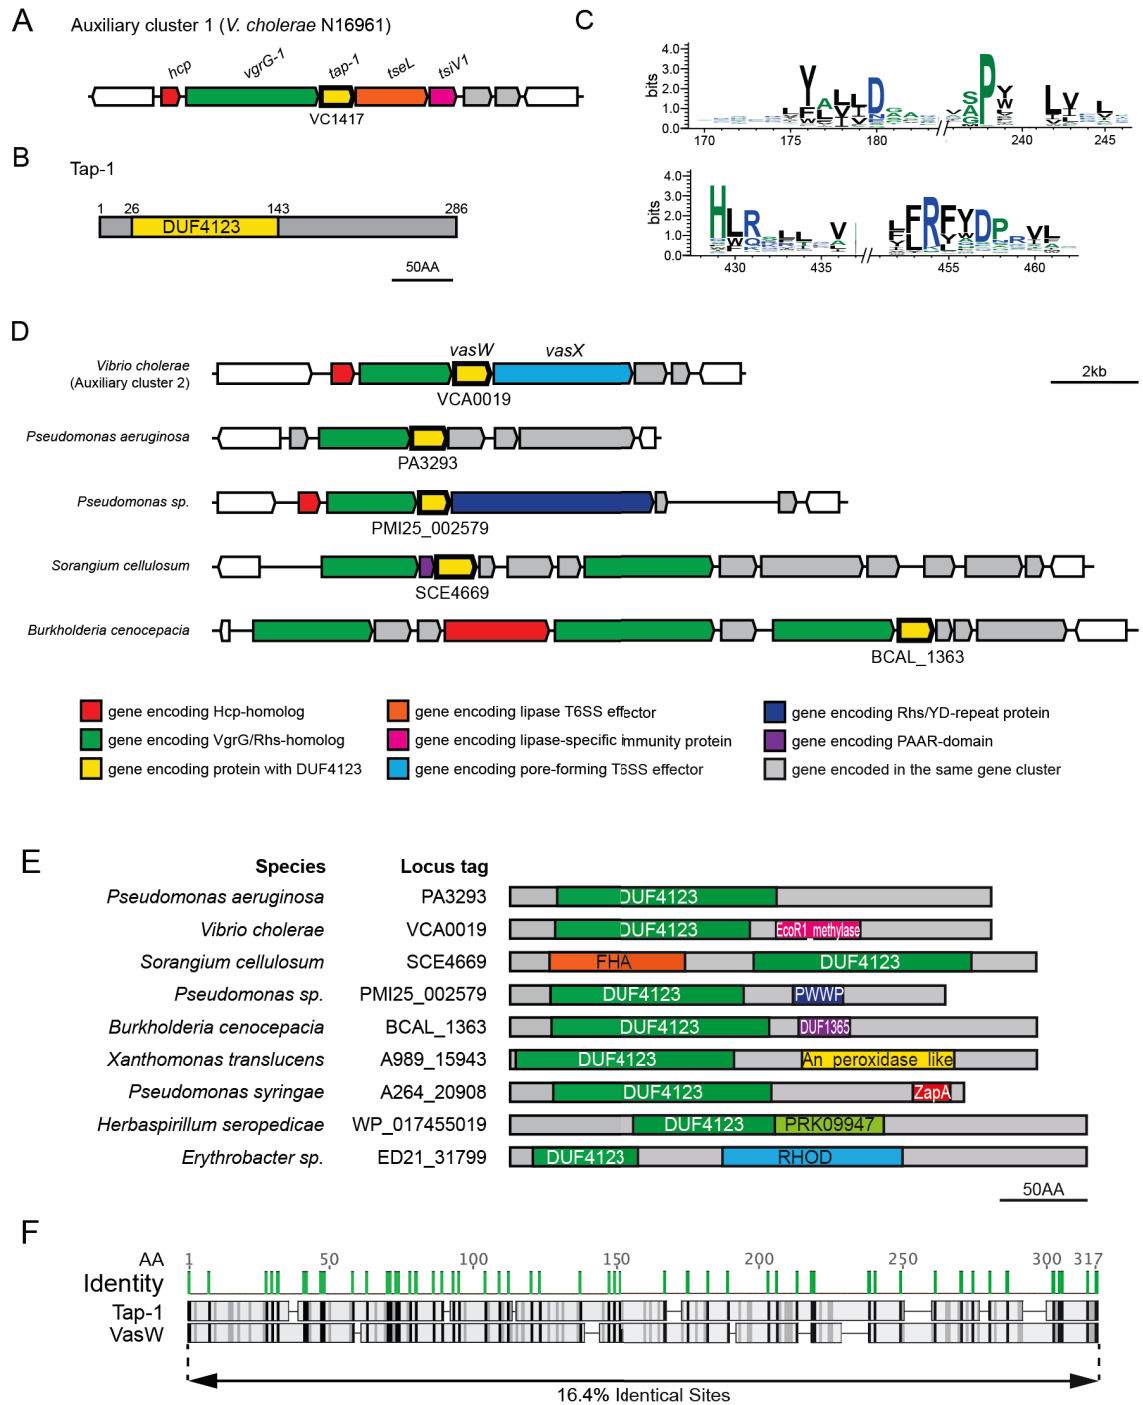 A
Auxiliary cluster 1 (V. cholerae N16961)
hcp
vgrG-1
tap-1
tseL
tsiV1
VC1417
B
Tap-1
1 26 143 286
DUF4123
50AA
C
bits
4.0
3.0
2.0
1.0
0.0
170 175 180 240 245
bits
4.0
3.0
2.0
1.0
0.0
430 435 455 460
D
Vibrio cholerae
(Auxiliary cluster 2)
vasW
vasX
VCA0019
2kb
Pseudomonas aeruginosa
PA3293
Pseudomonas sp.
PMI25_002579
Sorangium cellulosum
SCE4669
Burkholderia cenocepacia
BCAL_1363
gene encoding Hcp-homolog
gene encoding VgrG/Rhs-homolog
gene encoding protein with DUF4123
gene encoding lipase T6SS effector
gene encoding lipase-specific immunity protein
gene encoding pore-forming T6SS effector
gene encoding Rhs/YD-repeat protein
gene encoding PAAR-domain
gene encoded in the same gene cluster
E
Species Locus tag
Pseudomonas aeruginosa PA3293 DUF4123
Vibrio cholerae VCA0019 DUF4123 EcoR1_methylase
Sorangium cellulosum SCE4669 FHA DUF4123
Pseudomonas sp. PMI25_002579 DUF4123 PWWP
Burkholderia cenocepacia BCAL_1363 DUF4123 DUF1365
Xanthomonas translucens A989_15943 DUF4123 An_peroxidase_like
Pseudomonas syringae A264_20908 DUF4123 ZapA
Herbaspirillum seropedicae WP_017455019 DUF4123 PRK09947
Erythrobacter sp. ED21_31799 DUF4123 RHOD
50AA
F
AA 1 50 100 150 200 250 300 317
Identity
Tap-1
VasW
16.4% Identical Sites